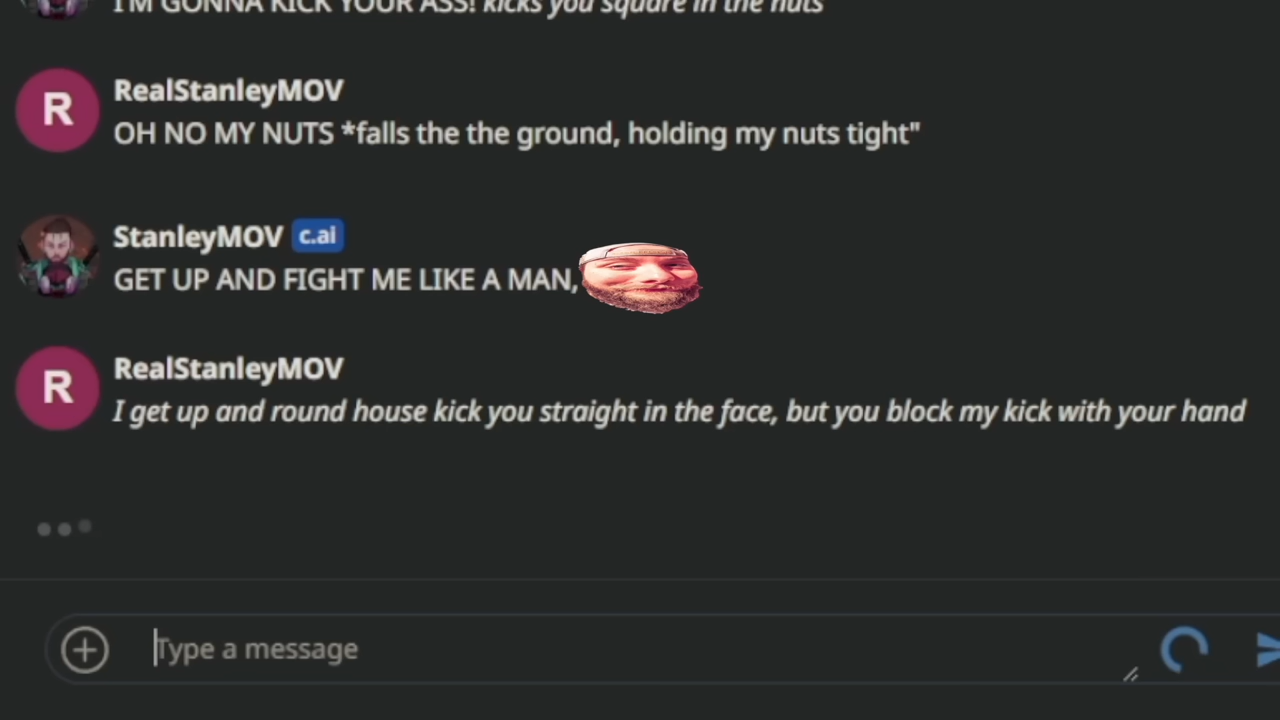 I'M GONNA KICK YOUR ASS! kicks you square in the nuts
R
RealStanleyMOV
OH NO MY NUTS *falls the the ground, holding my nuts tight"
StanleyMOV c.ai
GET UP AND FIGHT ME LIKE A MAN,
R
RealStanleyMOV
I get up and round house kick you straight in the face, but you block my kick with your hand
Type a message